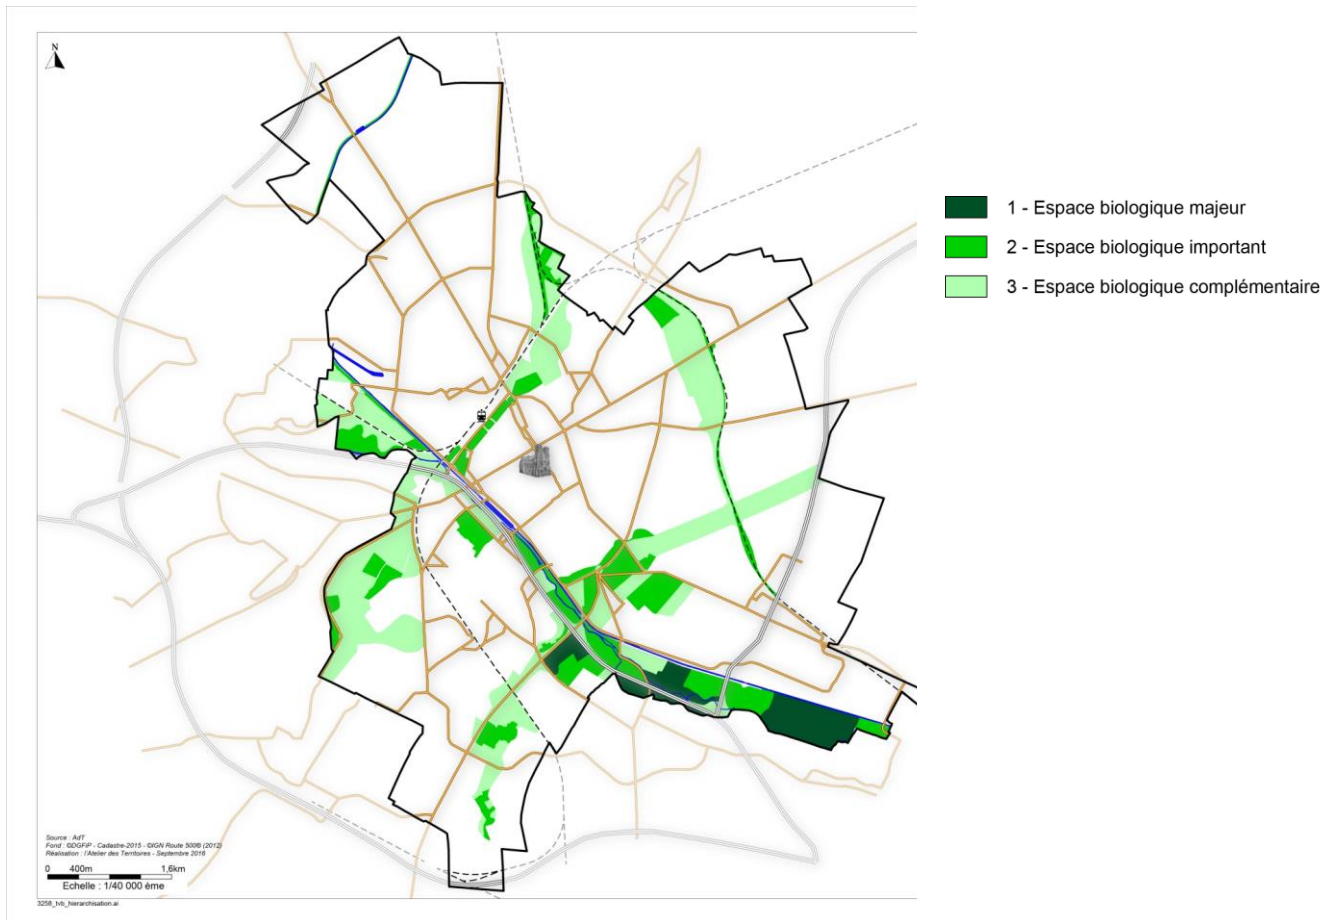 N
1 - Espace biologique majeur
2 - Espace biologique important
3 - Espace biologique complémentaire
Source : AdT
Fond : ©DGFiP - Cadastre-2015 - ©IGN Route 500® (2012)
Réalisation : l'Atelier des Territoires - Septembre 2016
0 400m 1,6km
Echelle : 1/40 000 ème
3258_tvb_hierarchisation.ai